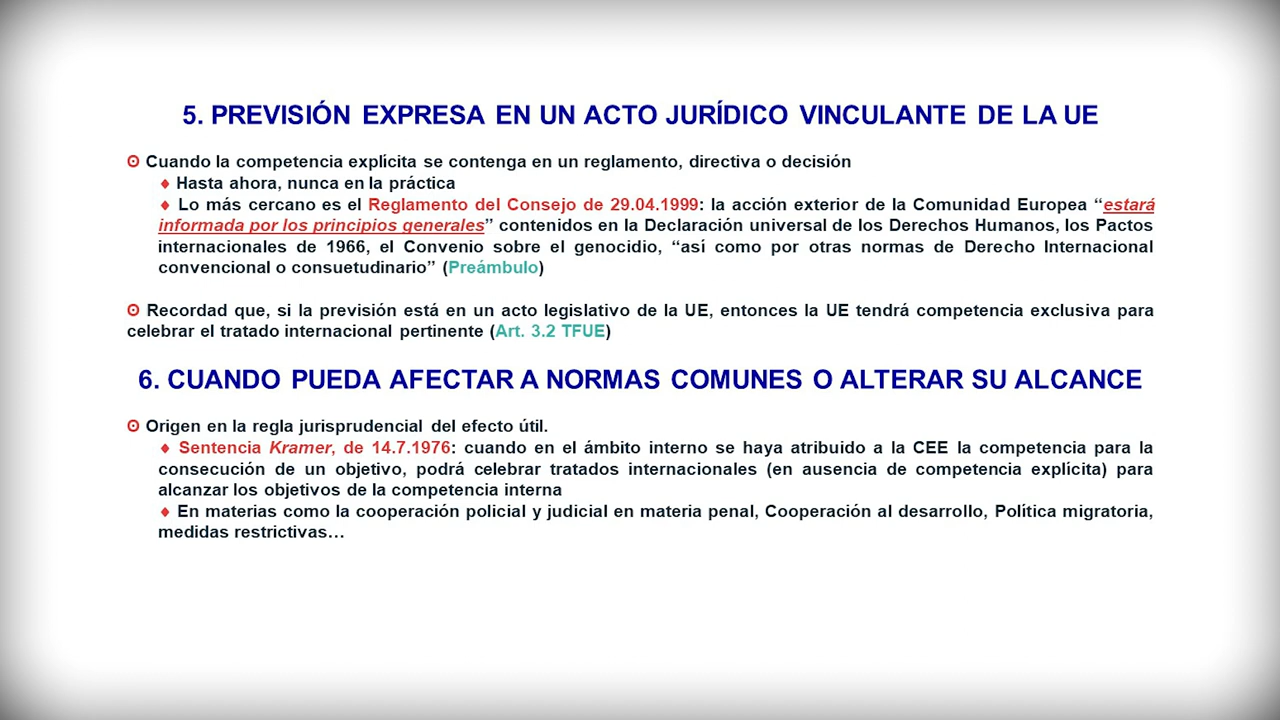 5. PREVISIÓN EXPRESA EN UN ACTO JURÍDICO VINCULANTE DE LA UE
ʘ Cuando la competencia explícita se contenga en un reglamento, directiva o decisión
♦ Hasta ahora, nunca en la práctica
♦ Lo más cercano es el Reglamento del Consejo de 29.04.1999: la acción exterior de la Comunidad Europea “estará
informada por los principios generales” contenidos en la Declaración universal de los Derechos Humanos, los Pactos
internacionales de 1966, el Convenio sobre el genocidio, “así como por otras normas de Derecho Internacional
convencional o consuetudinario” (Preámbulo)
ʘ Recordad que, si la previsión está en un acto legislativo de la UE, entonces la UE tendrá competencia exclusiva para
celebrar el tratado internacional pertinente (Art. 3.2 TFUE)
6. CUANDO PUEDA AFECTAR A NORMAS COMUNES O ALTERAR SU ALCANCE
ʘ Origen en la regla jurisprudencial del efecto útil.
♦ Sentencia Kramer, de 14.7.1976: cuando en el ámbito interno se haya atribuido a la CEE la competencia para la
consecución de un objetivo, podrá celebrar tratados internacionales (en ausencia de competencia explícita) para
alcanzar los objetivos de la competencia interna
♦ En materias como la cooperación policial y judicial en materia penal, Cooperación al desarrollo, Política migratoria,
medidas restrictivas…